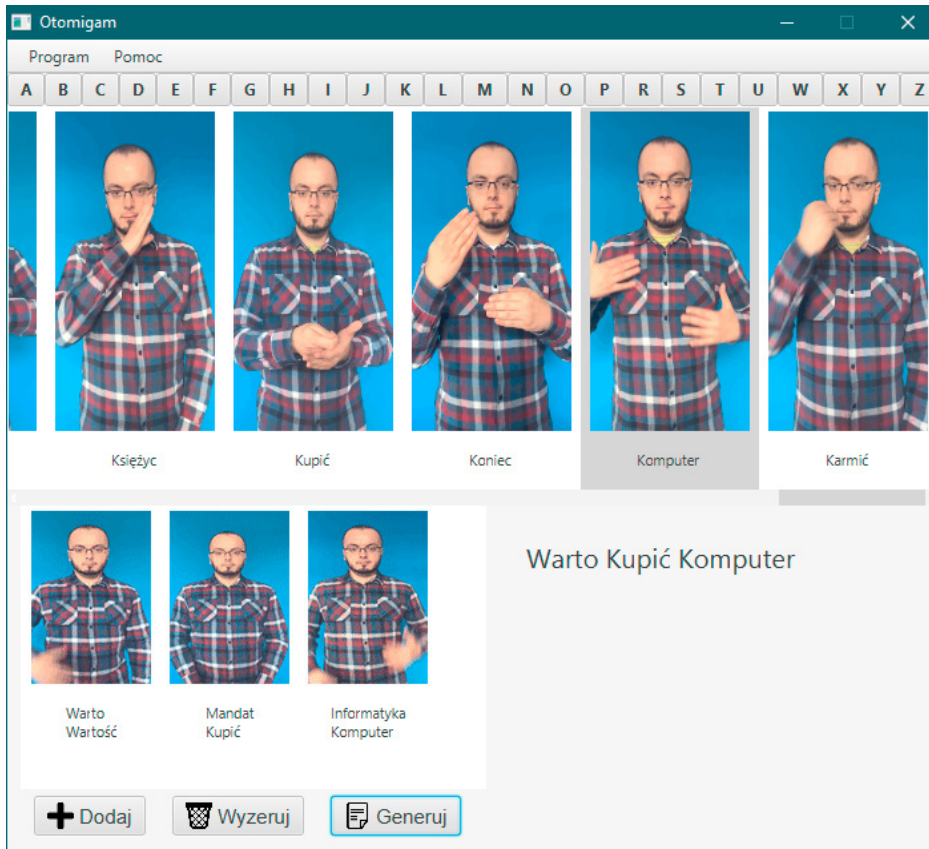 Otomigam
Program Pomoc
A B C D E F G H I J K L M N O P R S T U W X Y Z
Księżyc Kupić Koniec Komputer Karmić
Warto Kupić Komputer
Warto Mandat Informatyka
Wartość Kupić Komputer
Dodaj Wyzeruj Generuj